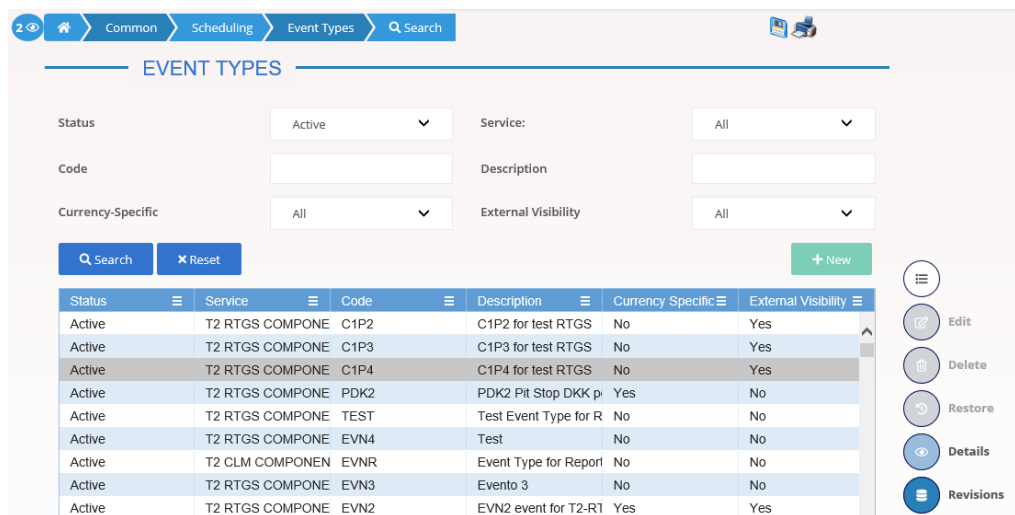 2 Common Scheduling Event Types Search
EVENT TYPES
Status Active Service: All
Code Description
Currency-Specific All External Visibility All
Search Reset New
Status Service Code Description Currency Specific External Visibility
Active T2 RTGS COMPONE C1P2 C1P2 for test RTGS No Yes
Active T2 RTGS COMPONE C1P3 C1P3 for test RTGS No Yes
Active T2 RTGS COMPONE C1P4 C1P4 for test RTGS No Yes
Active T2 RTGS COMPONE PDK2 PDK2 Pit Stop DKK p Yes No
Active T2 RTGS COMPONE TEST Test Event Type for R No No
Active T2 RTGS COMPONE EVN4 Test No No
Active T2 CLM COMPONEN EVNR Event Type for Report No No
Active T2 RTGS COMPONE EVN3 Evento 3 No No
Active T2 RTGS COMPONE EVN2 EVN2 event for T2-RT Yes Yes
Edit
Delete
Restore
Details
Revisions